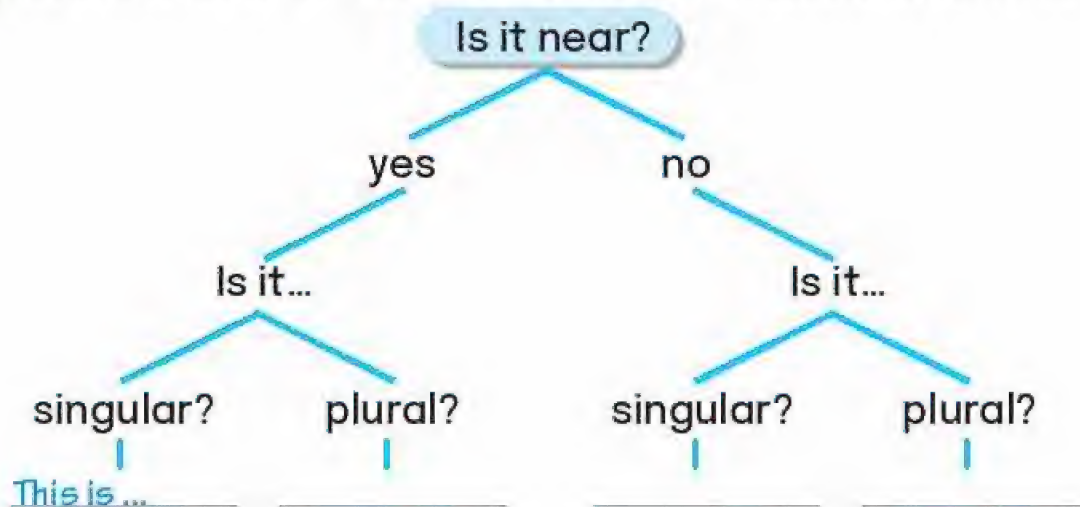 Is it near?
yes no
Is it... Is it...
singular? plural? singular? plural?
This is ...